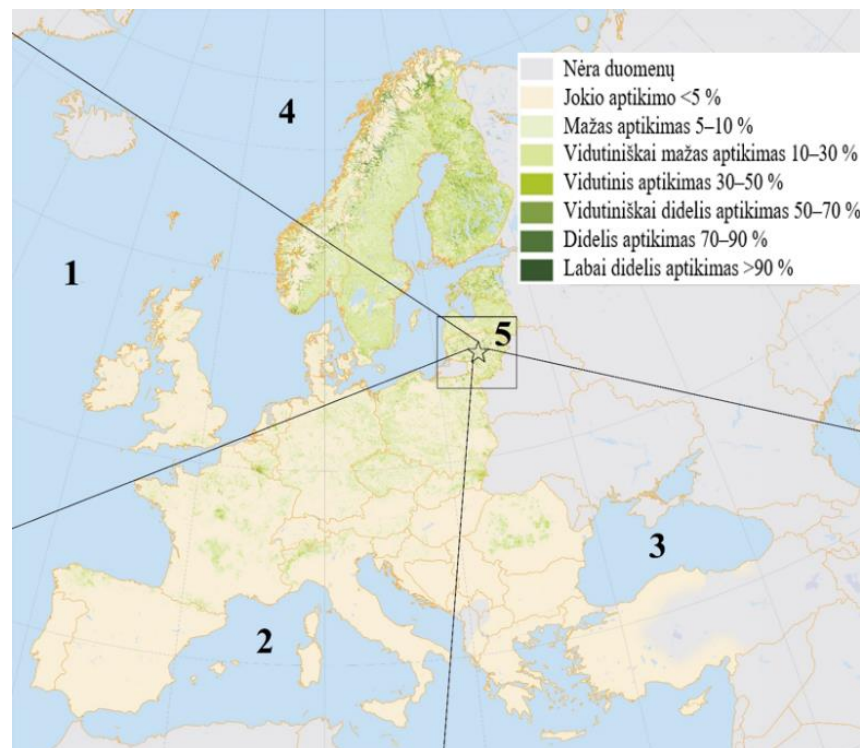 4
Nėra duomenų
Jokio aptikimo <5 %
Mažas aptikimas 5–10 %
Vidutiniškai mažas aptikimas 10–30 %
Vidutinis aptikimas 30–50 %
Vidutiniškai didelis aptikimas 50–70 %
Didelis aptikimas 70–90 %
Labai didelis aptikimas >90 %
1
5
3
2